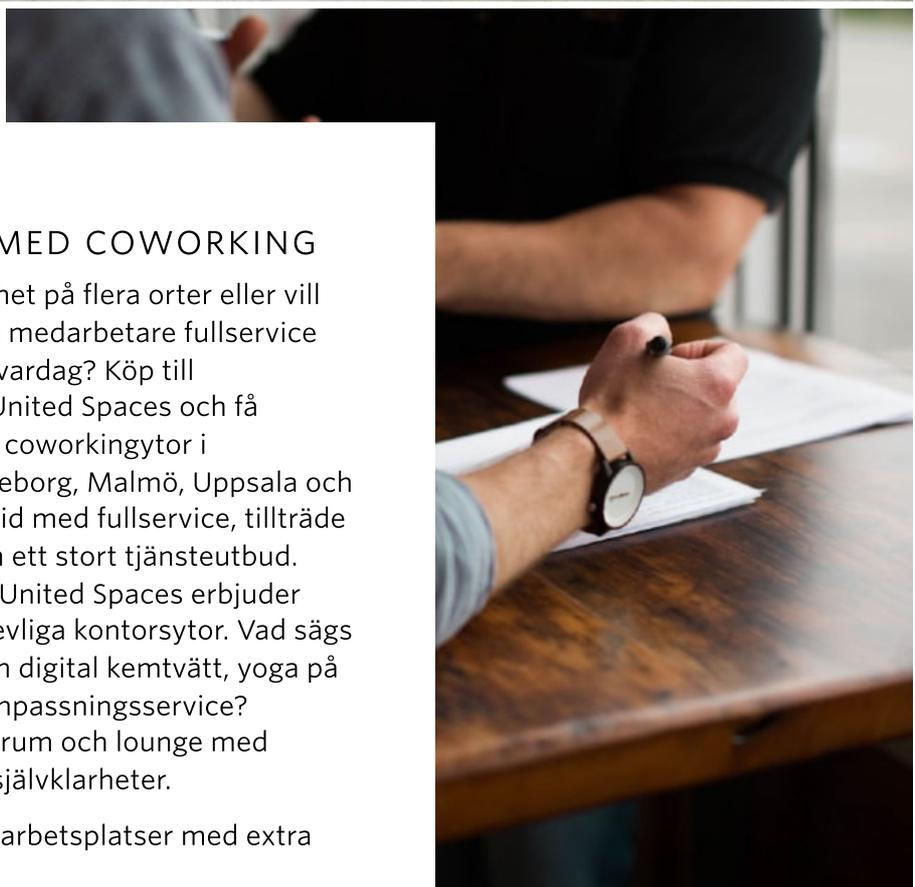 MED COWORKING
het på flera orter eller vill
medarbetare fullservice
vardag? Köp till
United Spaces och få
coworkingytor i
eborg, Malmö, Uppsala och
id med fullservice, tillträde
ett stort tjänsteutbud.
United Spaces erbjuder
evliga kontorsytor. Vad sägs
digital kemtvätt, yoga på
npassningsservice?
rum och lounge med
självklarheter.
arbetsplatser med extra